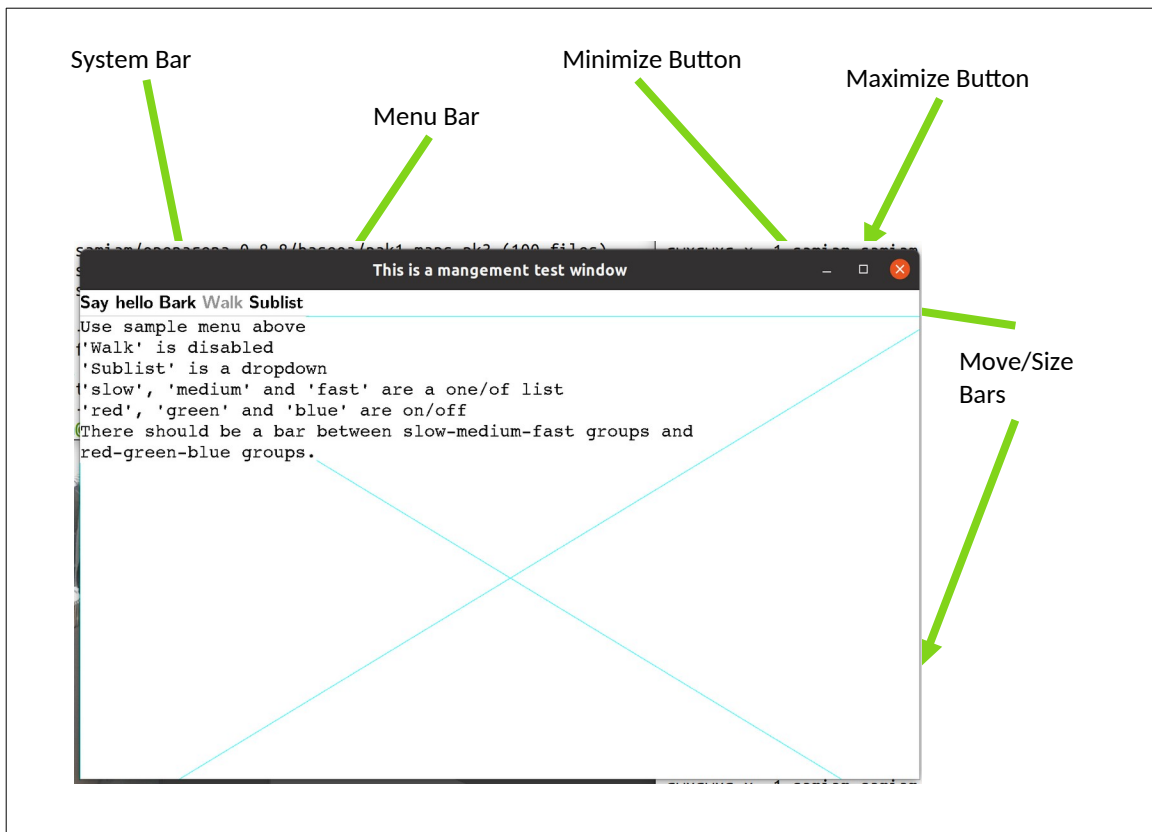 System Bar
Minimize Button
Maximize Button
Menu Bar
This is a mangement test window
Say hello Bark Walk Sublist
Use sample menu above
'Walk' is disabled
'Sublist' is a dropdown
'slow', 'medium' and 'fast' are a one/of list
'red', 'green' and 'blue' are on/off
There should be a bar between slow-medium-fast groups and
red-green-blue groups.
Move/Size
Bars